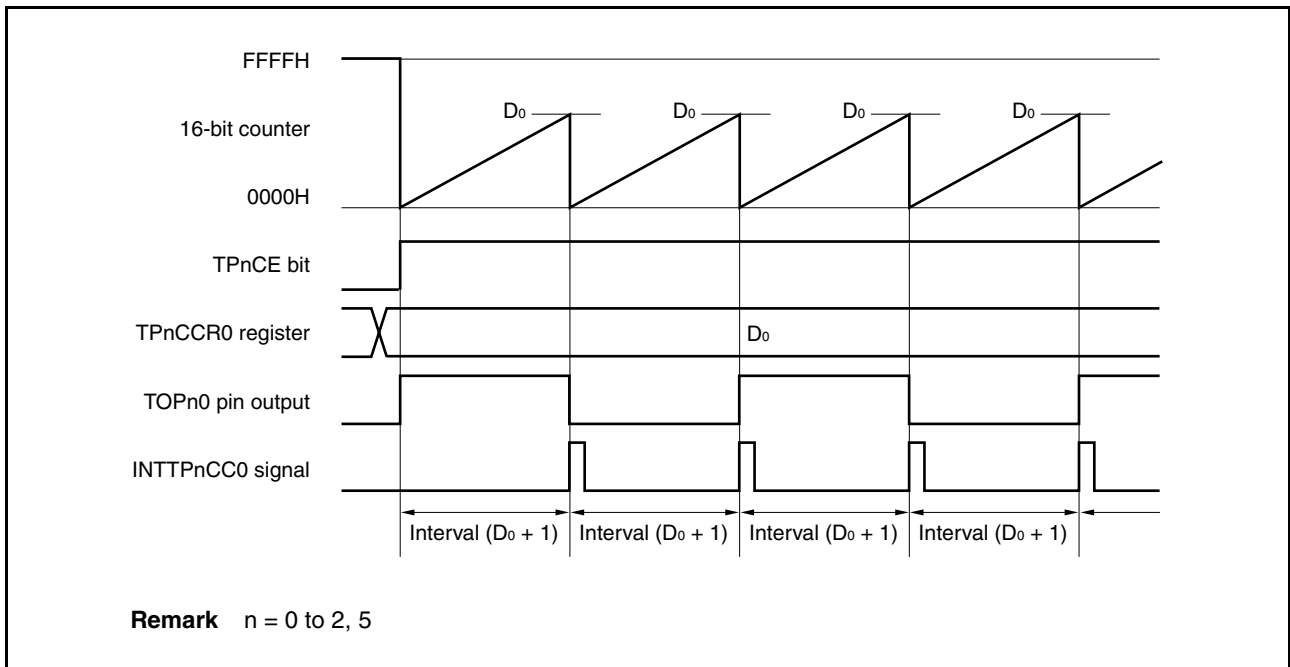 FFFFH
D₀ D₀ D₀ D₀
16-bit counter
0000H
TPnCE bit
TPnCCR0 register D₀
TOPn0 pin output
INTTPnCC0 signal
Interval (D₀ + 1) Interval (D₀ + 1) Interval (D₀ + 1) Interval (D₀ + 1)
Remark n = 0 to 2, 5